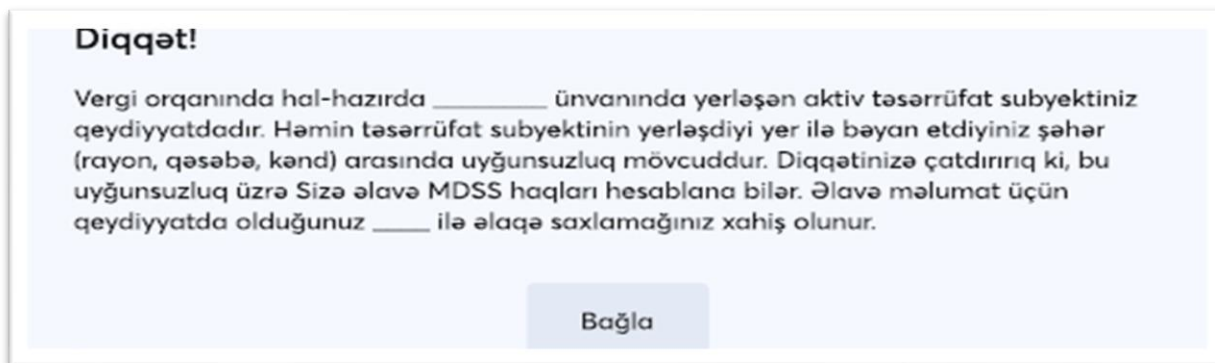 Diqqət!
Vergi orqanında hal-hazırda _________ ünvanında yerləşən aktiv təsərrüfat subyektiniz
qeydiyyatdadır. Həmin təsərrüfat subyektinin yerləşdiyi yer ilə bəyan etdiyiniz şəhər
(rayon, qəsəbə, kənd) arasında uyğunsuzluq mövcuddur. Diqqətinizə çatdırırıq ki, bu
uyğunsuzluq üzrə Sizə əlavə MDSS haqları hesablana bilər. Əlavə məlumat üçün
qeydiyyatda olduğunuz ____ ilə əlaqə saxlamağınız xahiş olunur.
Bağla